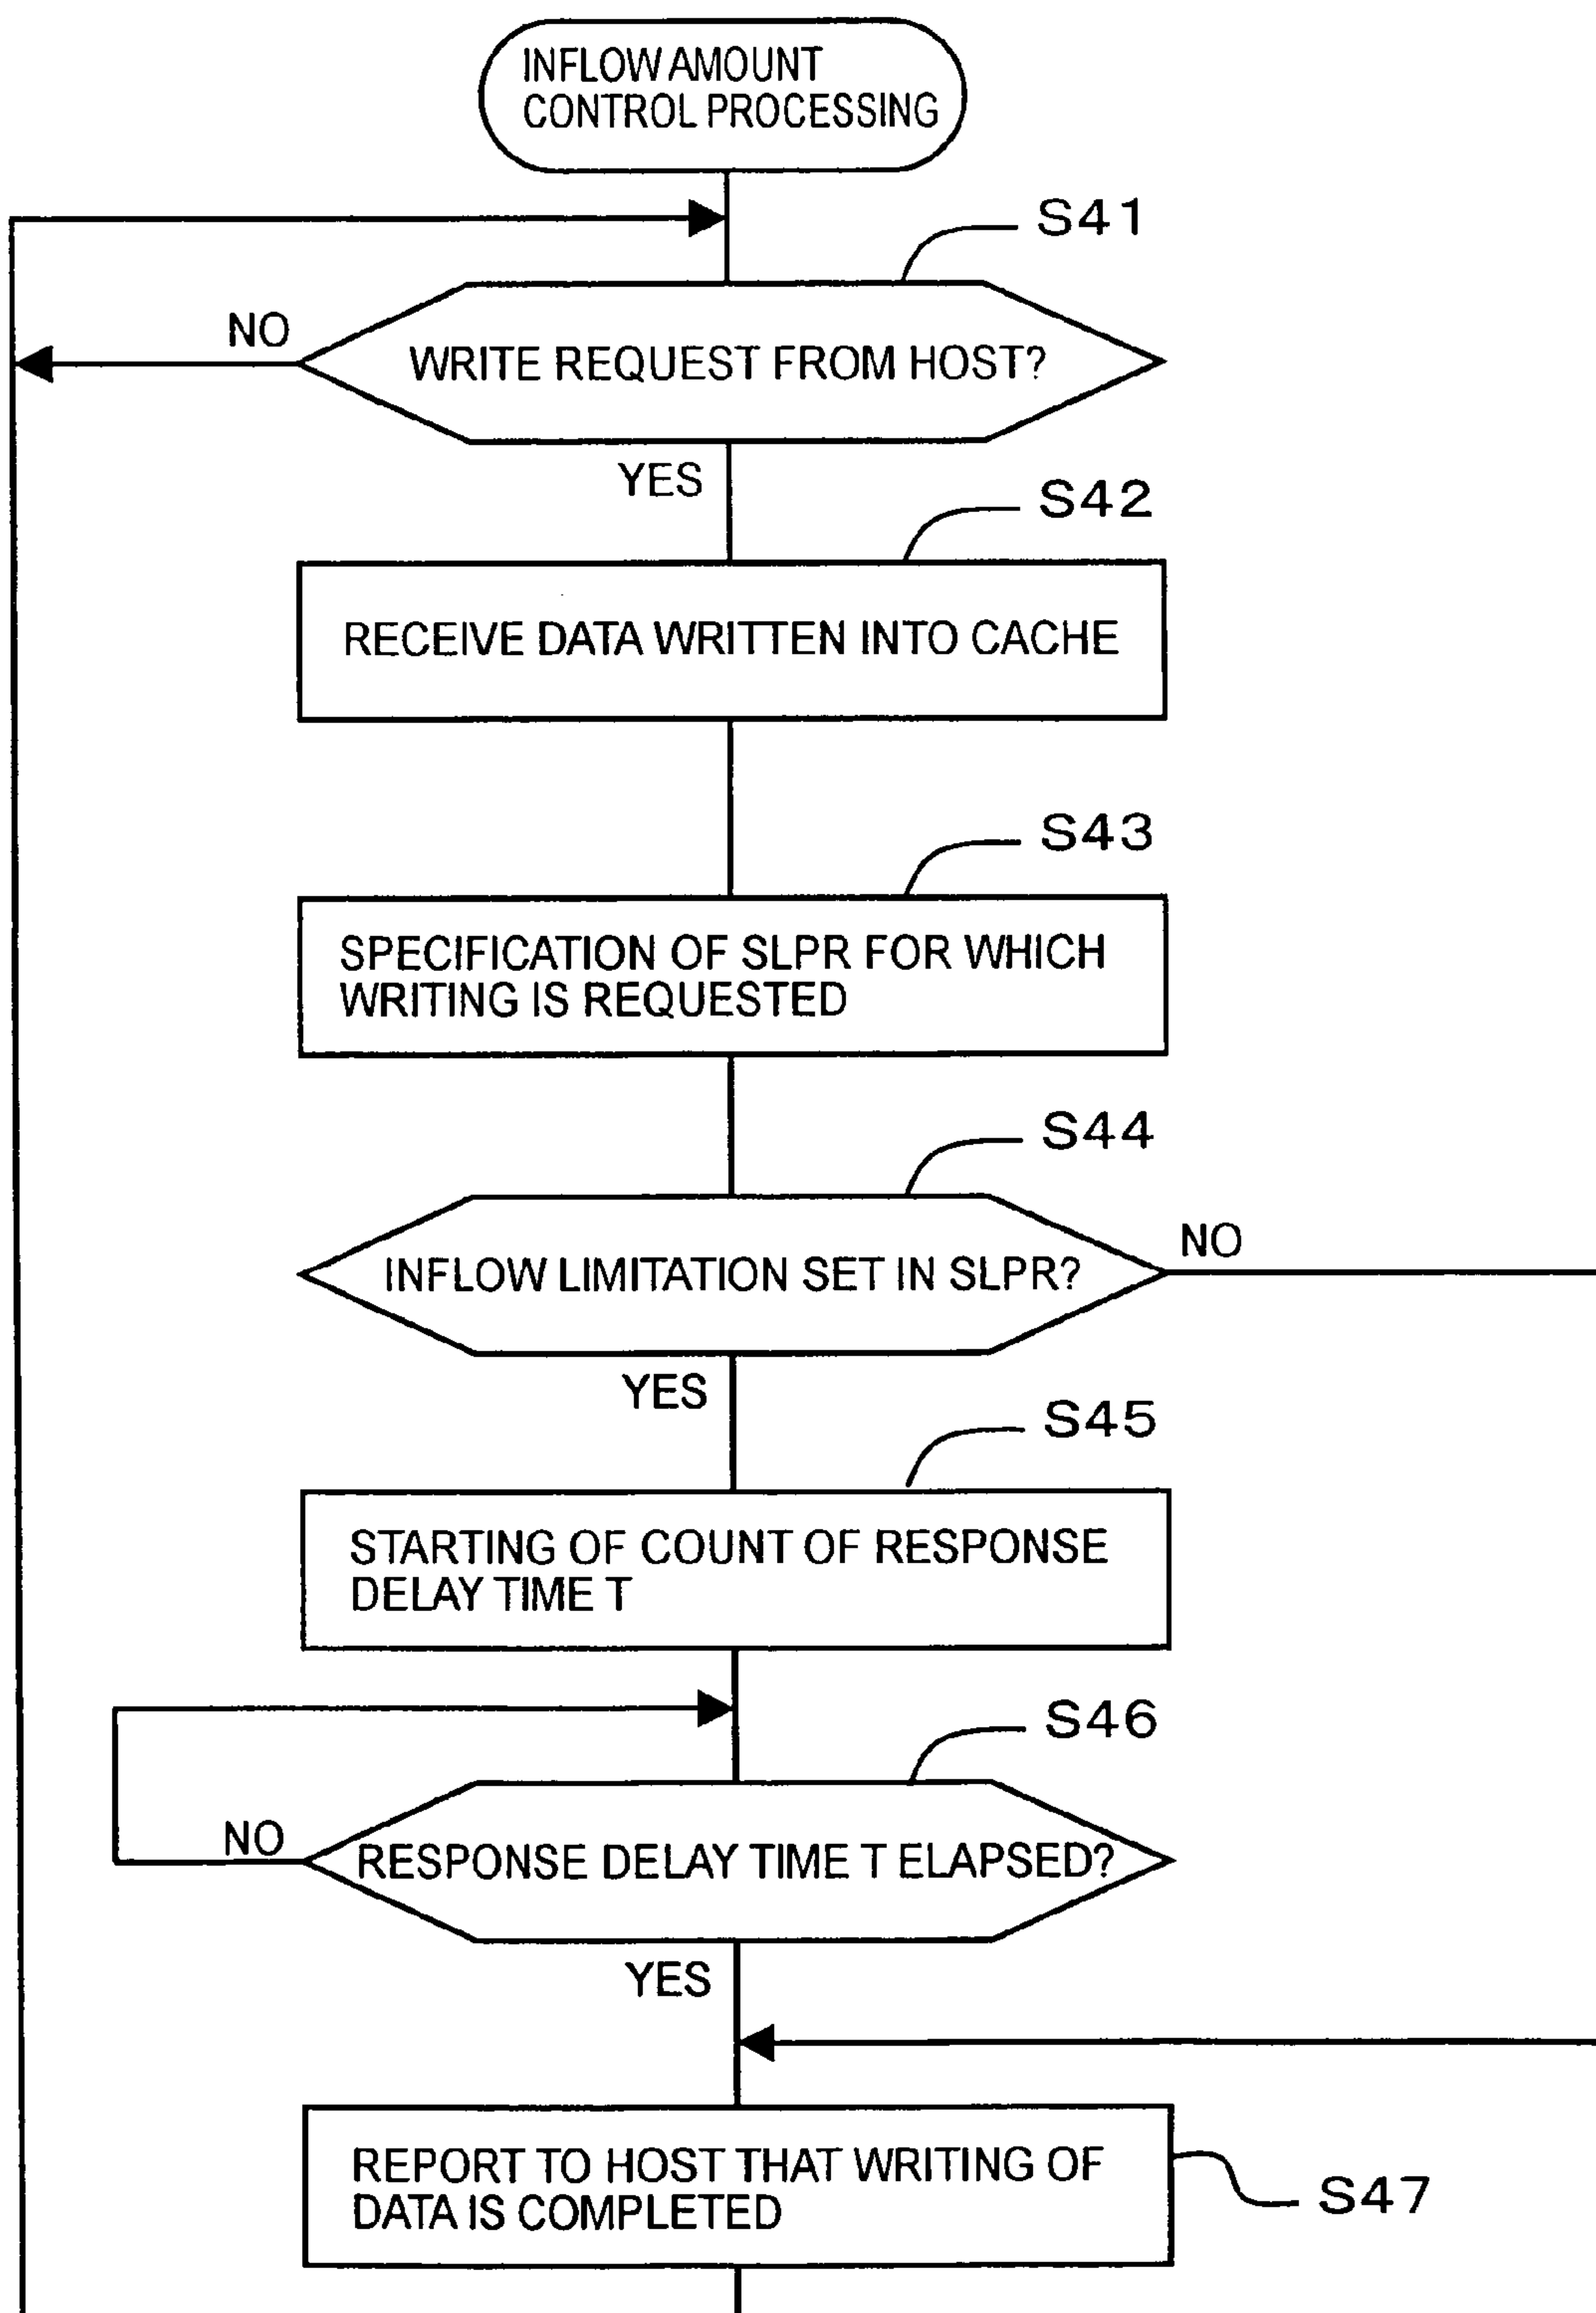 INFLOW AMOUNT
CONTROL PROCESSING
S41
NO
WRITE REQUEST FROM HOST?
YES
S42
RECEIVE DATA WRITTEN INTO CACHE
S43
SPECIFICATION OF SLPR FOR WHICH
WRITING IS REQUESTED
S44
NO
INFLOW LIMITATION SET IN SLPR?
YES
S45
STARTING OF COUNT OF RESPONSE
DELAY TIME T
S46
NO
RESPONSE DELAY TIME T ELAPSED?
YES
REPORT TO HOST THAT WRITING OF
DATA IS COMPLETED
S47